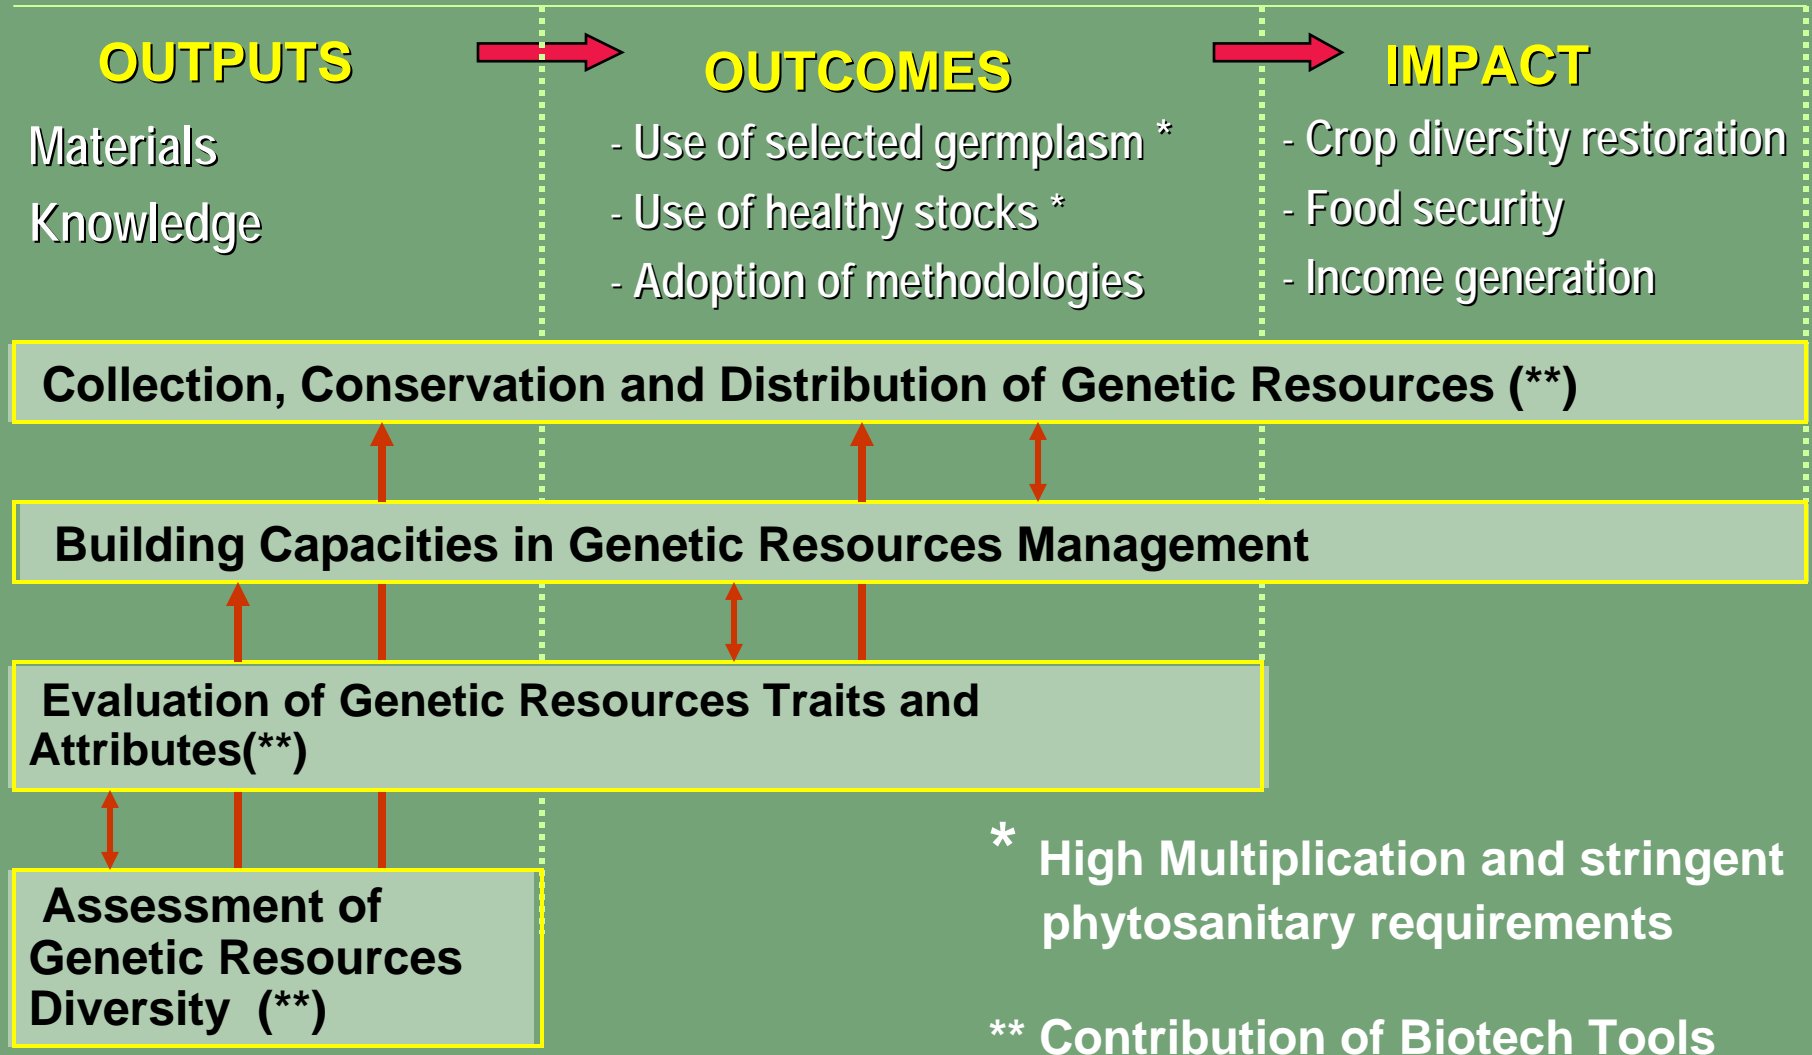 OUTPUTS
Materials
Knowledge
OUTCOMES
- Use of selected germplasm *
- Use of healthy stocks *
- Adoption of methodologies
IMPACT
- Crop diversity restoration
- Food security
- Income generation
Collection, Conservation and Distribution of Genetic Resources (**)
Building Capacities in Genetic Resources Management
Evaluation of Genetic Resources Traits and
Attributes(**)
Assessment of
Genetic Resources
Diversity (**)
* High Multiplication and stringent
phytosanitary requirements
** Contribution of Biotech Tools